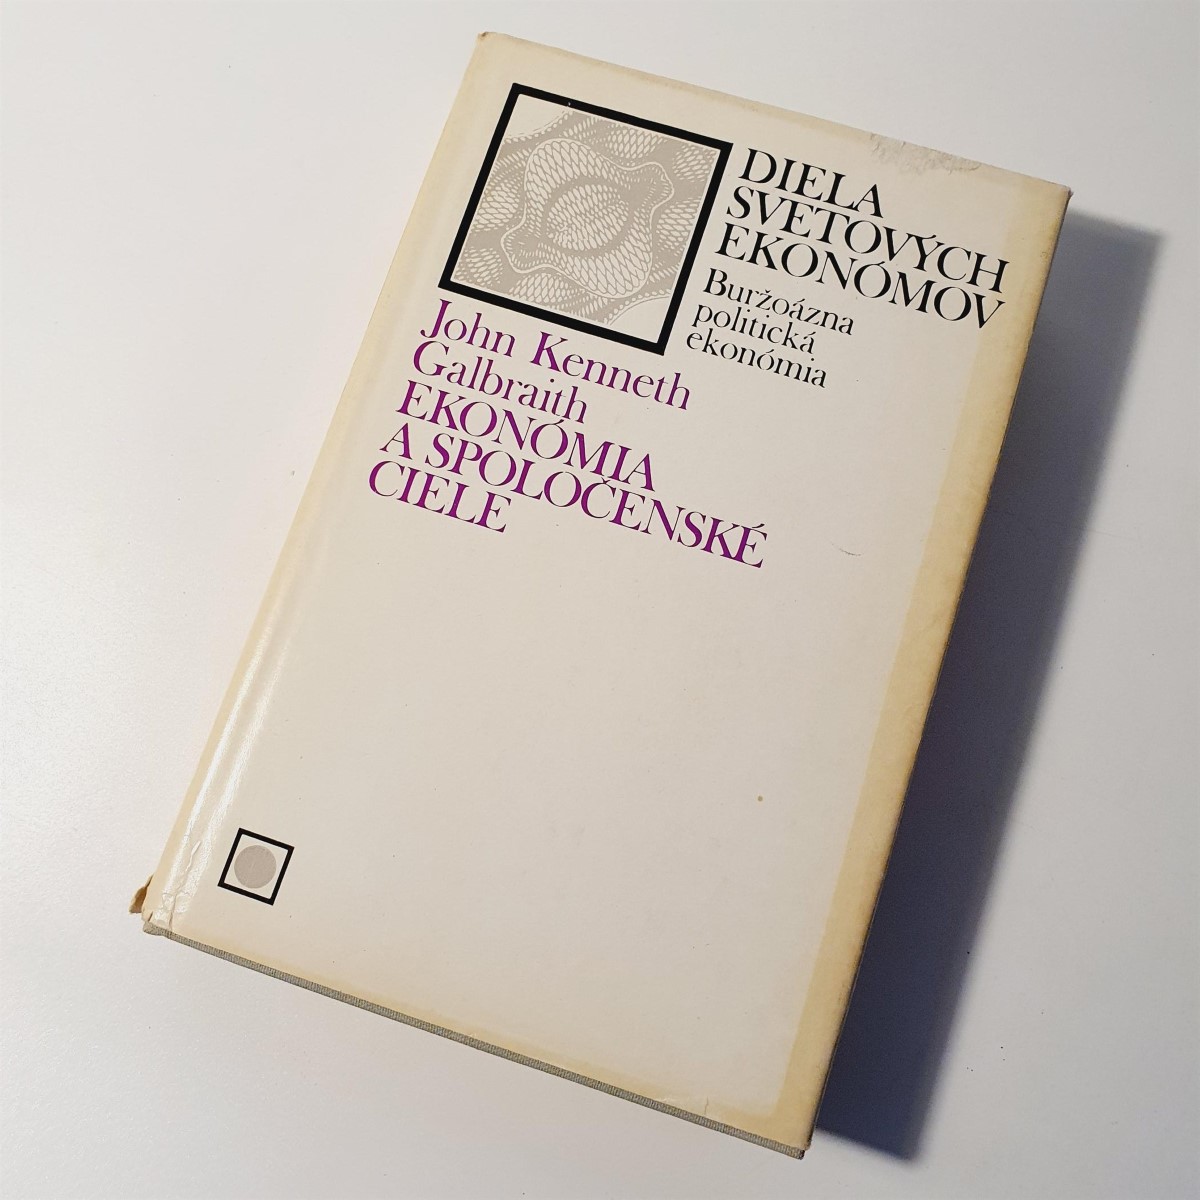 DIELA
SVETOVÝCH
EKONÓMOV
Buržoázna
politická
ekonómia
John Kenneth
Galbraith
EKONÓMIA
A SPOLOČENSKÉ
CIELE